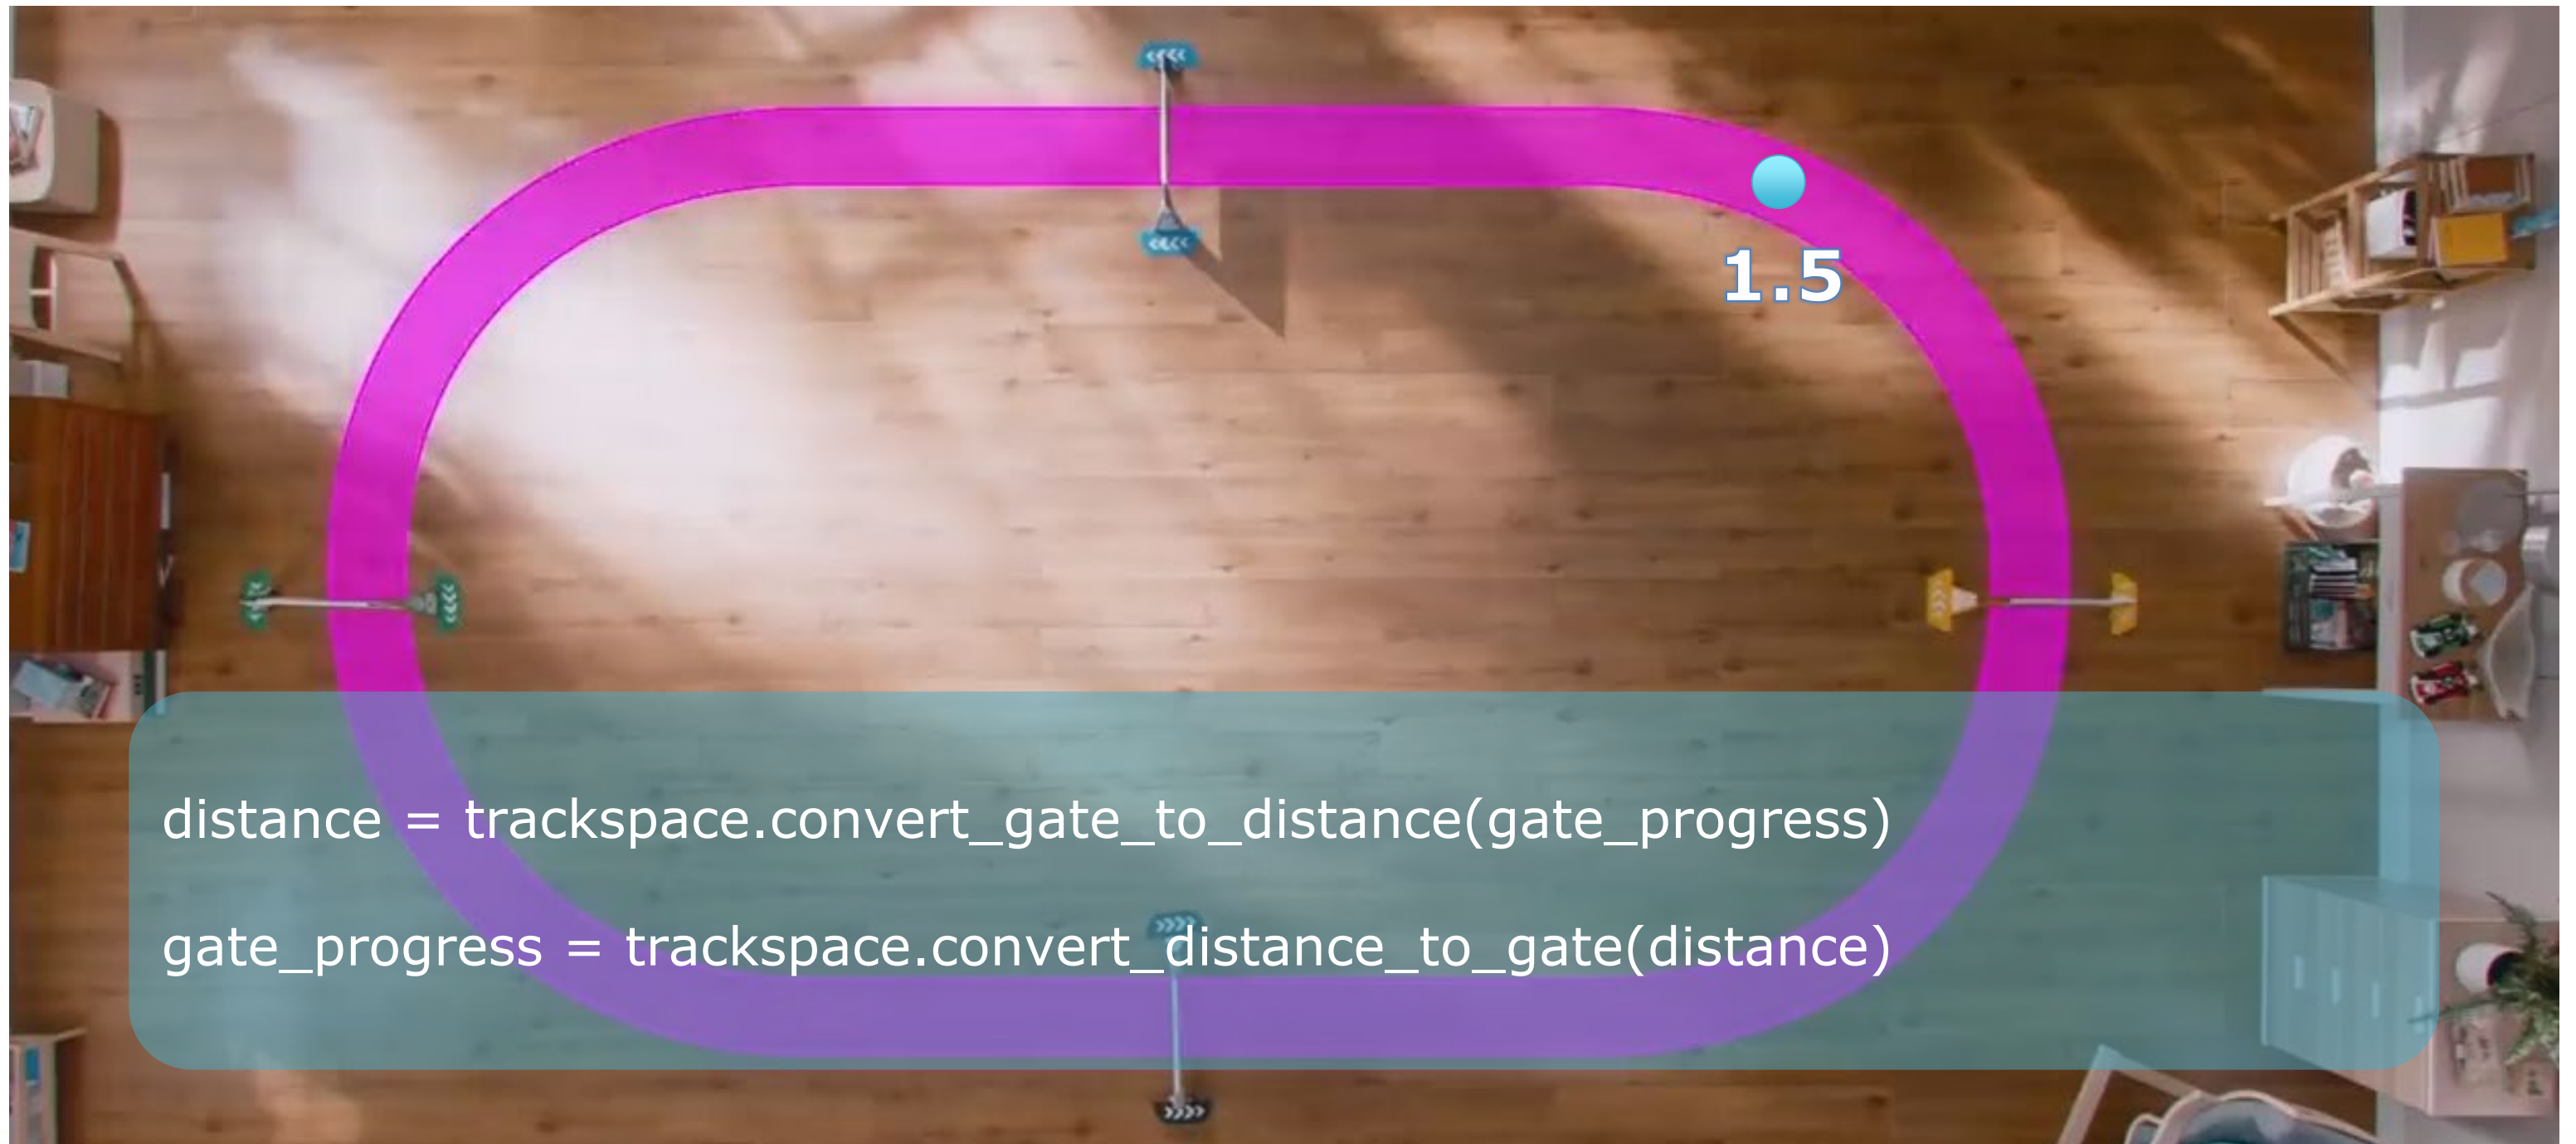 1.5
distance = trackspace.convert_gate_to_distance(gate_progress)
gate_progress = trackspace.convert_distance_to_gate(distance)